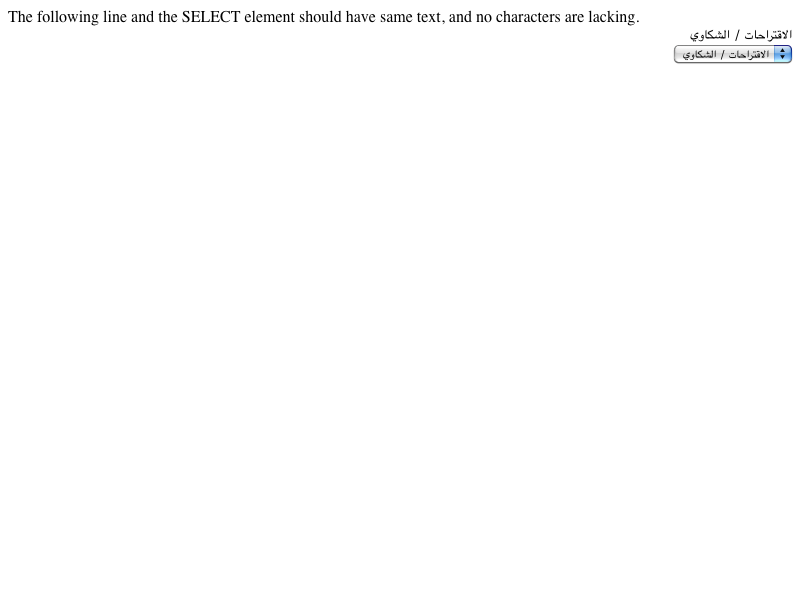 The following line and the SELECT element should have same text, and no characters are lacking.
الاقتراحات / الشكاوي
الاقتراحات / الشكاوي